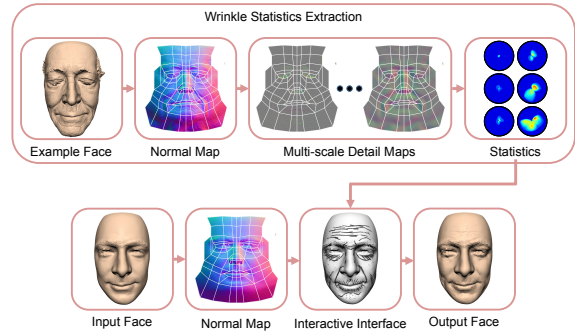 Wrinkle Statistics Extraction
Example Face
Normal Map
Multi-scale Detail Maps
Statistics
Input Face
Normal Map
Interactive Interface
Output Face